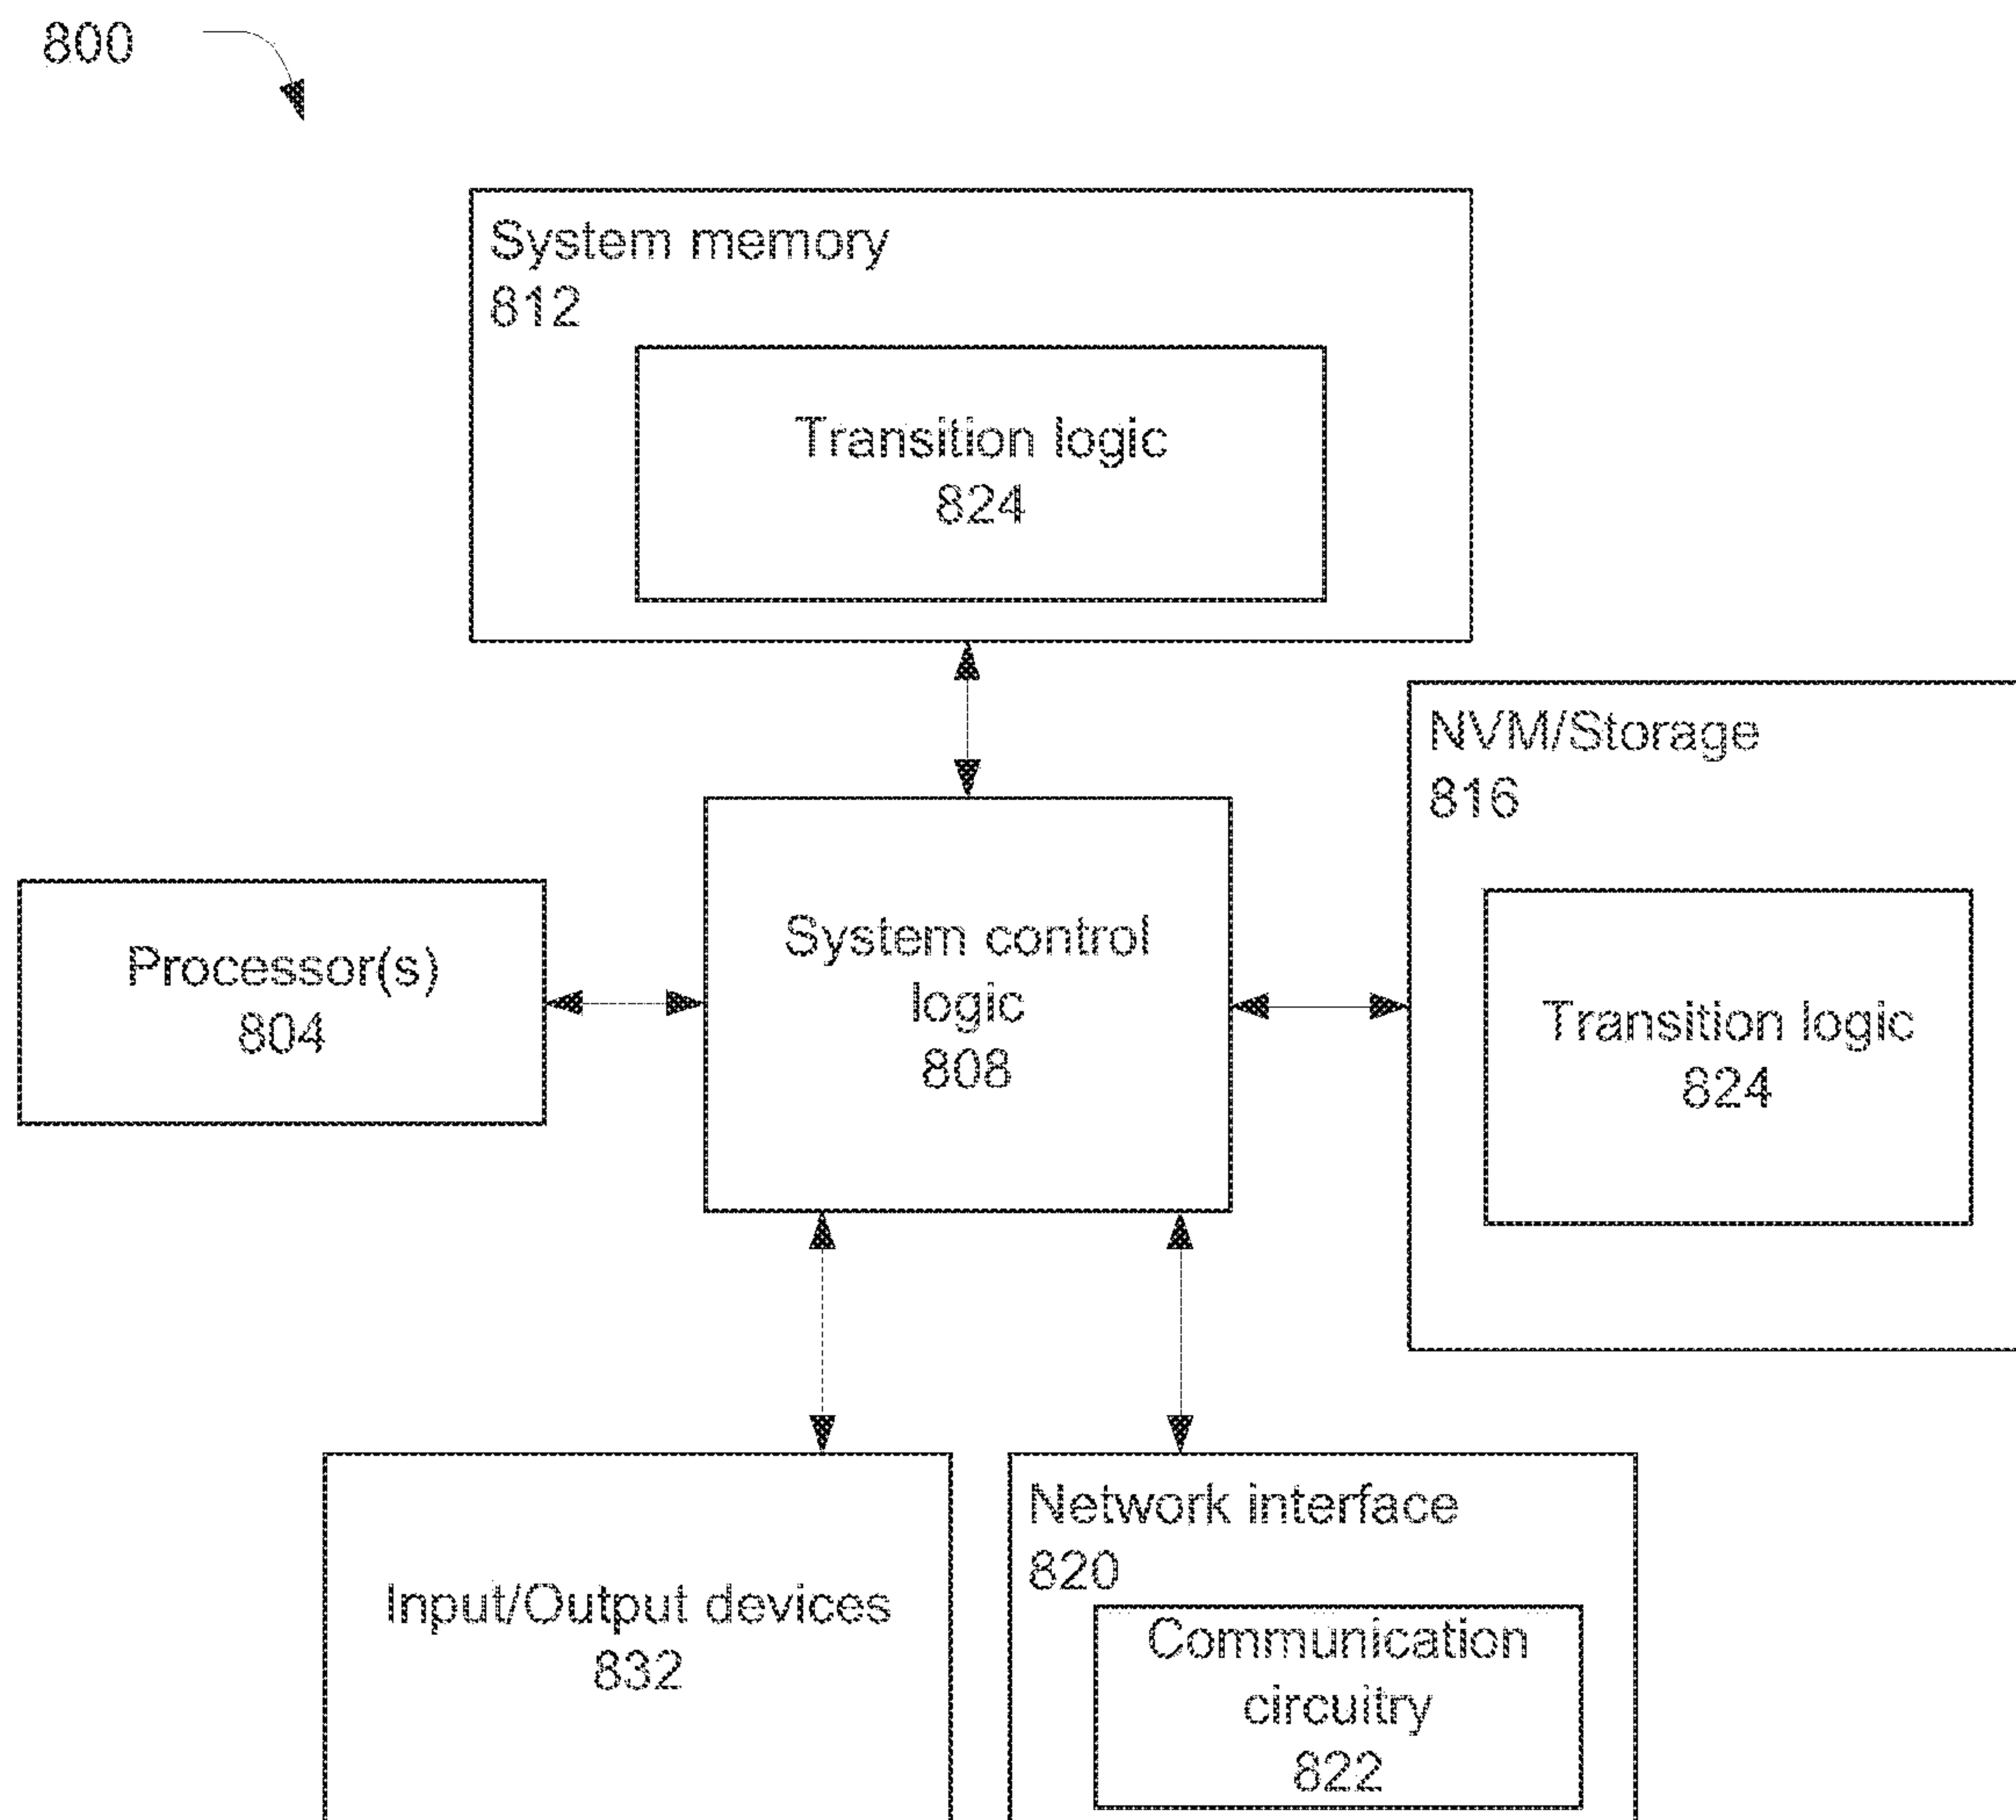 800
System memory
812
Transition logic
824
NVM/Storage
816
Processor(s)
804
System control
logic
808
Transition logic
824
Input/Output devices
832
Network interface
820
Communication
circuitry
822